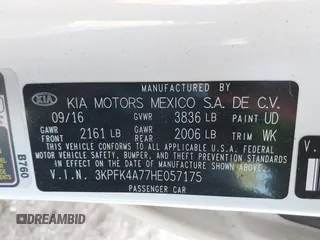 KIA KIA MOTORS MEXICO S.A. DE C.V.
09/16 GVWR 3836 LB PAINT UD
GAWR FRONT 2161 LB GAWR REAR 2006 LB TRIM WK
THIS VEHICLE CONFORMS TO ALL APPLICABLE U.S.A. FEDERAL
MOTOR VEHICLE SAFETY, BUMPER, AND THEFT PREVENTION STANDARDS
IN EFFECT ON THE DATE OF MANUFACTURE SHOWN ABOVE.
V.I.N. 3KPFK4A77HE057175
PASSENGER CAR
B760
V.I.
DREAMBID